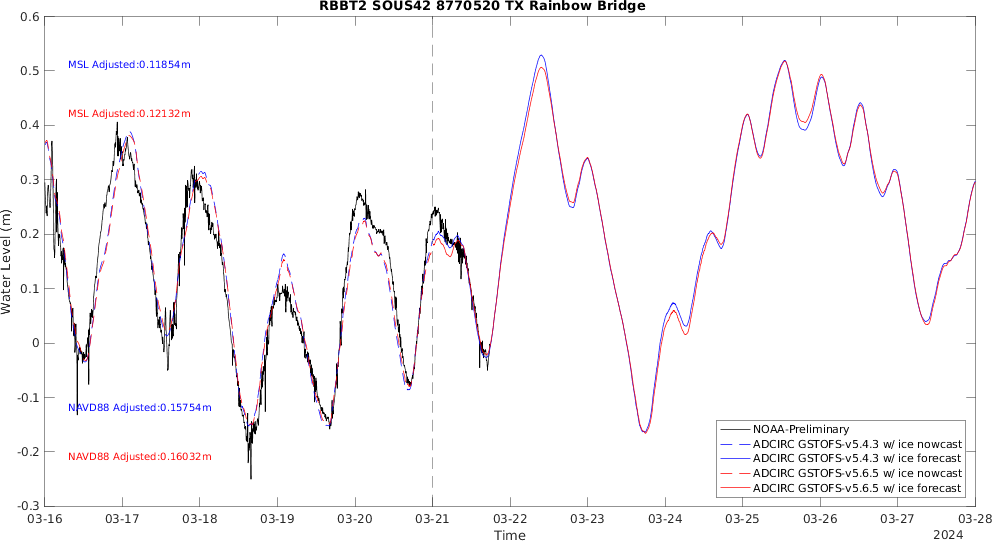 RBBT2 SOUS42 8770520 TX Rainbow Bridge
Water Level (m)
0.6
0.5
0.4
0.3
0.2
0.1
0
-0.1
-0.2
-0.3
MSL Adjusted:0.11854m
MSL Adjusted:0.12132m
NAVD88 Adjusted:0.15754m
NAVD88 Adjusted:0.16032m
NOAA-Preliminary
ADCIRC GSTOFS-v5.4.3 w/ ice nowcast
ADCIRC GSTOFS-v5.4.3 w/ ice forecast
ADCIRC GSTOFS-v5.6.5 w/ ice nowcast
ADCIRC GSTOFS-v5.6.5 w/ ice forecast
03-16 03-17 03-18 03-19 03-20 03-21 03-22 03-23 03-24 03-25 03-26 03-27 03-28
Time
2024